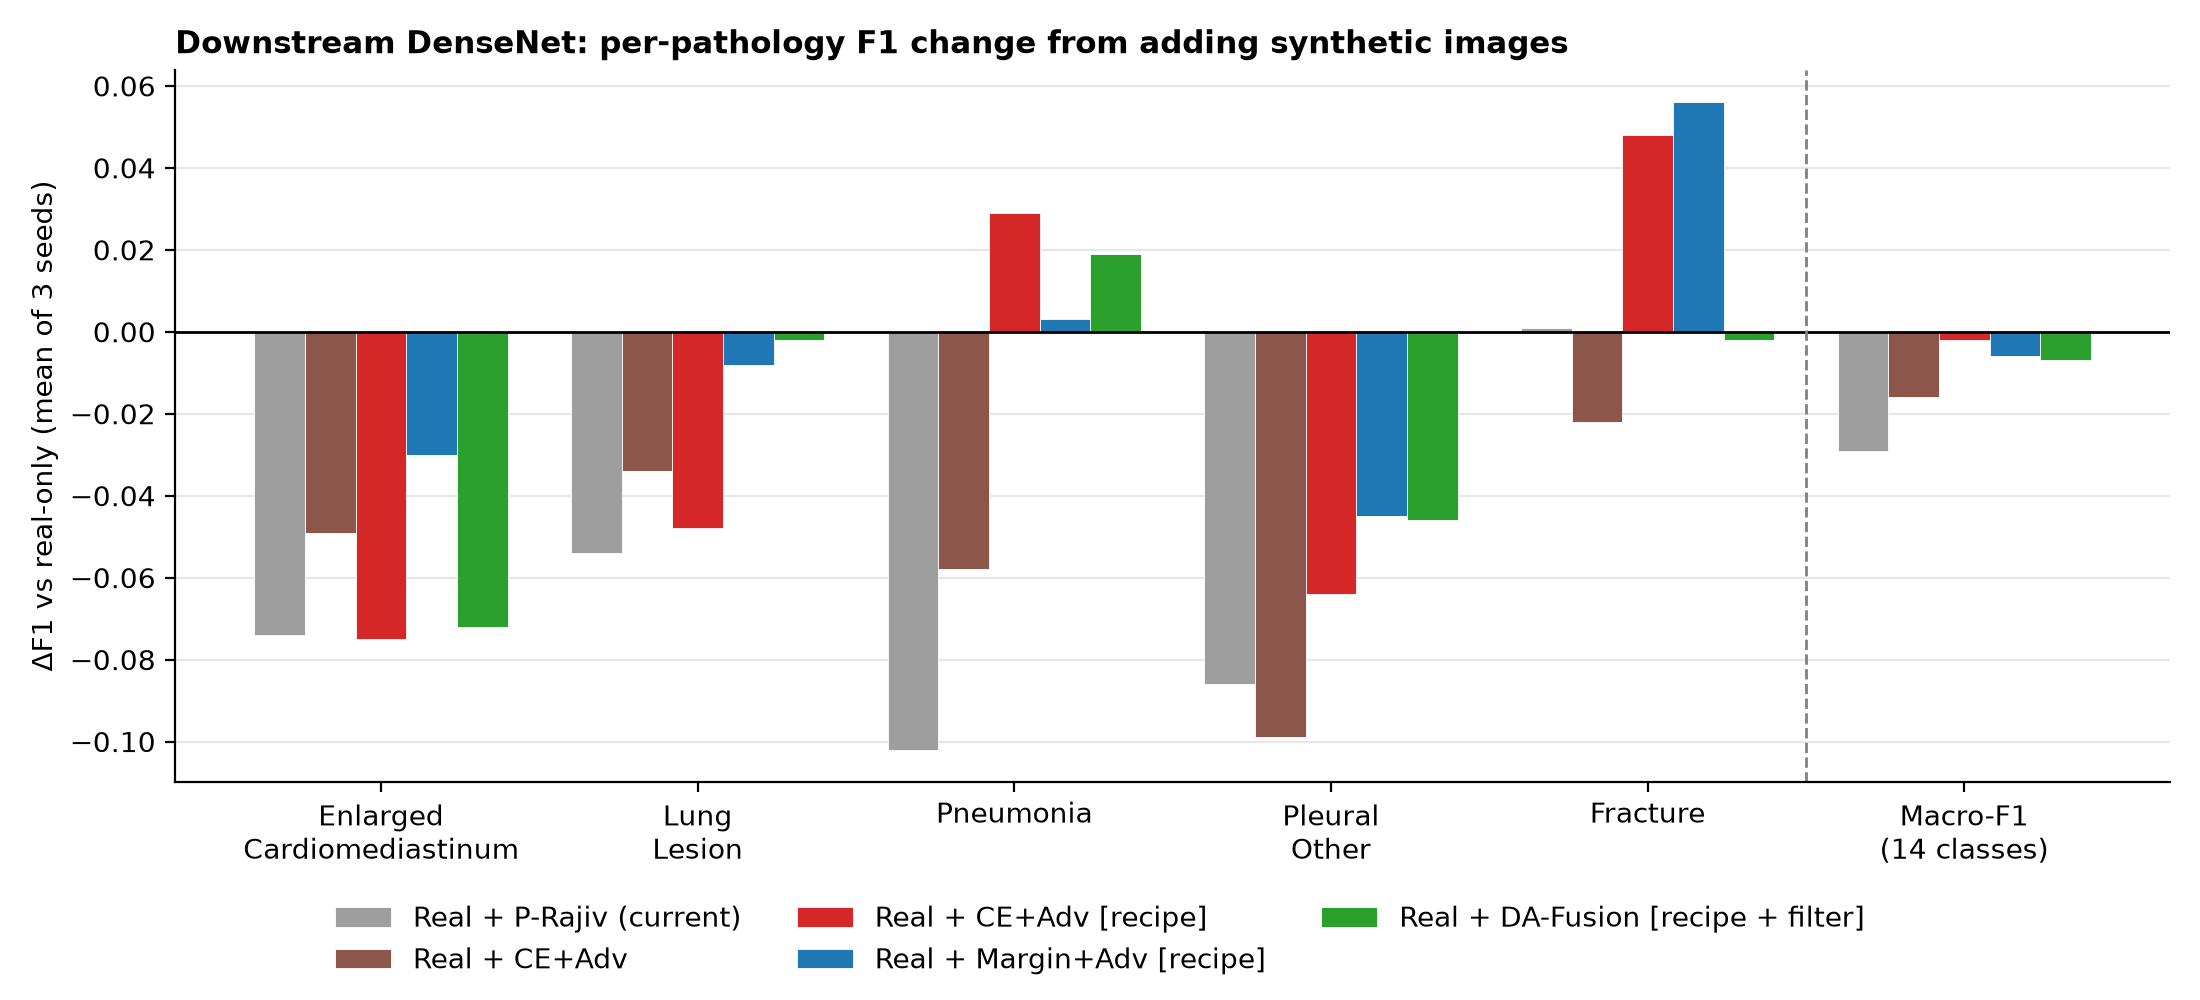 Downstream DenseNet: per-pathology F1 change from adding synthetic images
ΔF1 vs real-only (mean of 3 seeds)
0.06
0.04
0.02
0.00
−0.02
−0.04
−0.06
−0.08
−0.10
Enlarged
Cardiomediastinum
Lung
Lesion
Pneumonia
Pleural
Other
Fracture
Macro-F1
(14 classes)
Real + P-Rajiv (current)
Real + CE+Adv
Real + CE+Adv [recipe]
Real + Margin+Adv [recipe]
Real + DA-Fusion [recipe + filter]